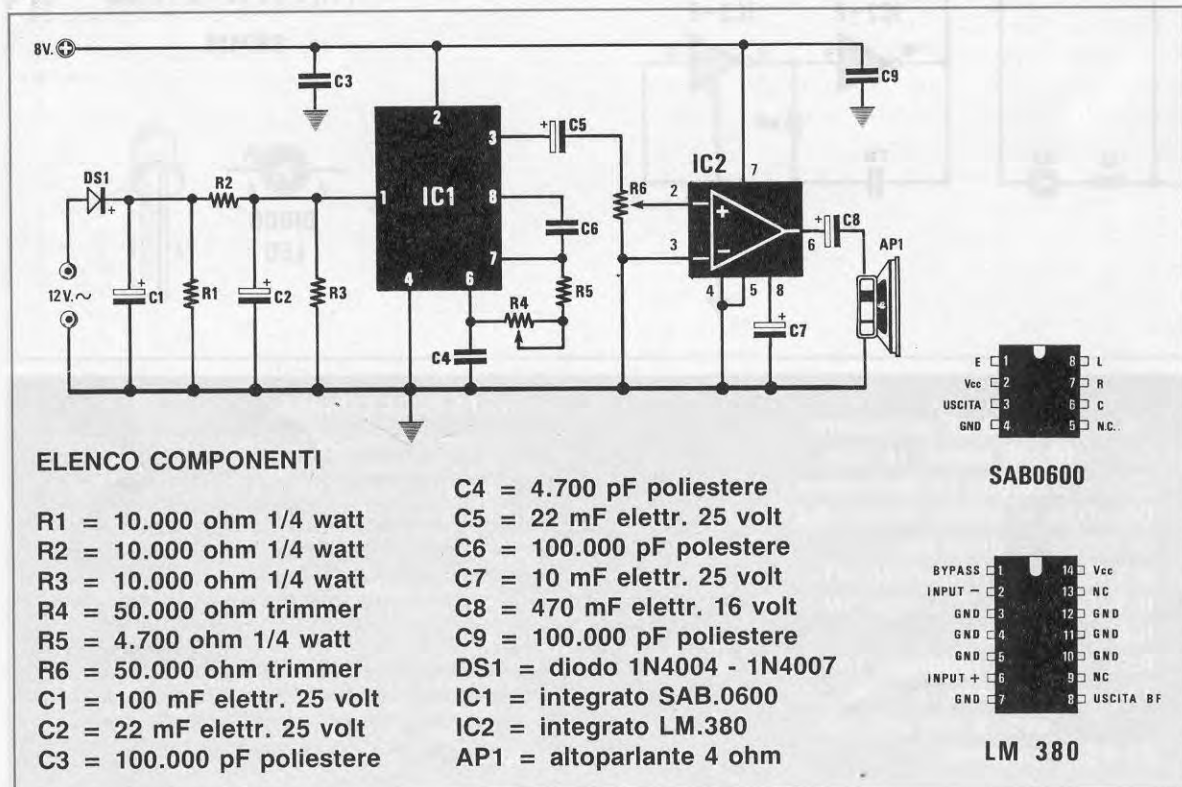 8V.
C3
C9
2
3
C5
DS1
R2
1
IC1
8
R6
2
IC2
7
C6
+
C8
AP1
3
-
6
7
12V.~
C1
R1
C2
R3
4
6
R4
R5
4
5
8
C7
C4
E 1 8 L
Vcc 2 7 R
USCITA 3 6 C
GND 4 5 N.C..
SAB0600
ELENCO COMPONENTI
R1 = 10.000 ohm 1/4 watt
R2 = 10.000 ohm 1/4 watt
R3 = 10.000 ohm 1/4 watt
R4 = 50.000 ohm trimmer
R5 = 4.700 ohm 1/4 watt
R6 = 50.000 ohm trimmer
C1 = 100 mF elettr. 25 volt
C2 = 22 mF elettr. 25 volt
C3 = 100.000 pF poliestere
C4 = 4.700 pF poliestere
C5 = 22 mF elettr. 25 volt
C6 = 100.000 pF polestere
C7 = 10 mF elettr. 25 volt
C8 = 470 mF elettr. 16 volt
C9 = 100.000 pF poliestere
DS1 = diodo 1N4004 - 1N4007
IC1 = integrato SAB.0600
IC2 = integrato LM.380
AP1 = altoparlante 4 ohm
BYPASS 1 14 Vcc
INPUT - 2 13 NC
GND 3 12 GND
GND 4 11 GND
GND 5 10 GND
INPUT + 6 9 NC
GND 7 8 USCITA BF
LM 380